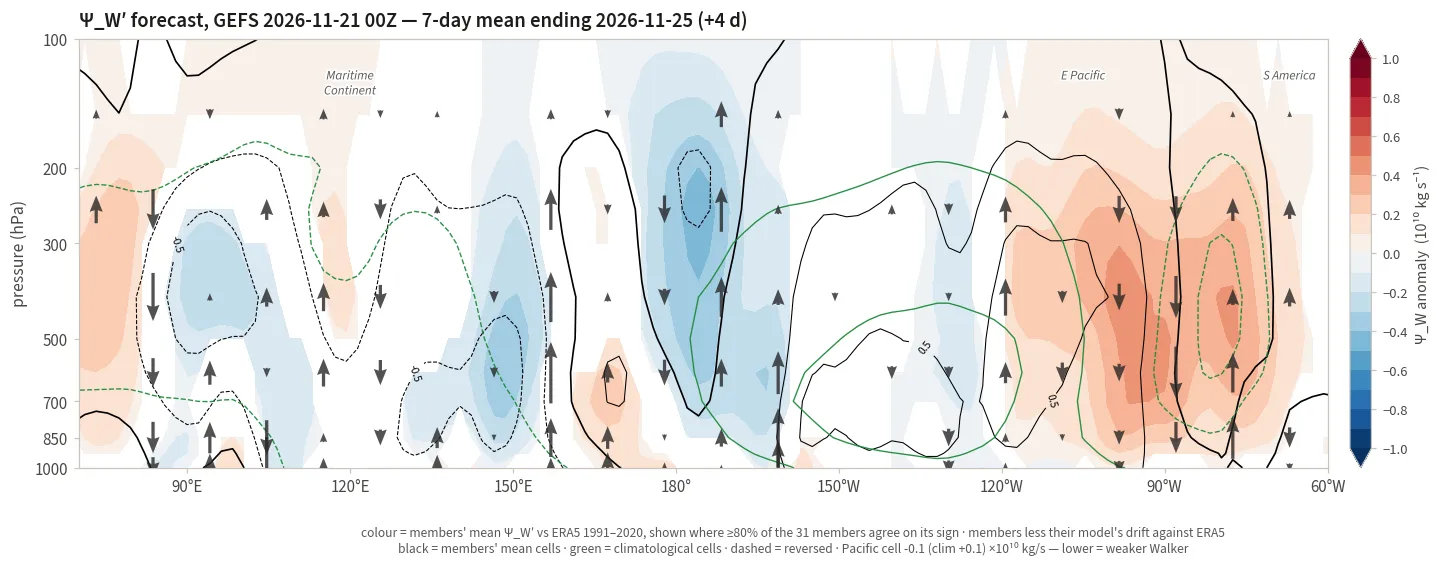 Ψ_W′ forecast, GEFS 2026-11-21 00Z — 7-day mean ending 2026-11-25 (+4 d)
Maritime
Continent
E Pacific
S America
pressure (hPa)
100
200
300
400
500
700
850
1000
-0.5
-0.5
0.5
0.5
90°E
120°E
150°E
180°
150°W
120°W
90°W
60°W
1.0
0.8
0.6
0.4
0.2
0.0
−0.2
−0.4
−0.6
−0.8
−1.0
Ψ_W anomaly (10¹⁰ kg s⁻¹)
colour = members' mean Ψ_W′ vs ERA5 1991–2020, shown where ≥80% of the 31 members agree on its sign · members less their model's drift against ERA5
black = members' mean cells · green = climatological cells · dashed = reversed · Pacific cell -0.1 (clim +0.1) ×10¹⁰ kg/s — lower = weaker Walker